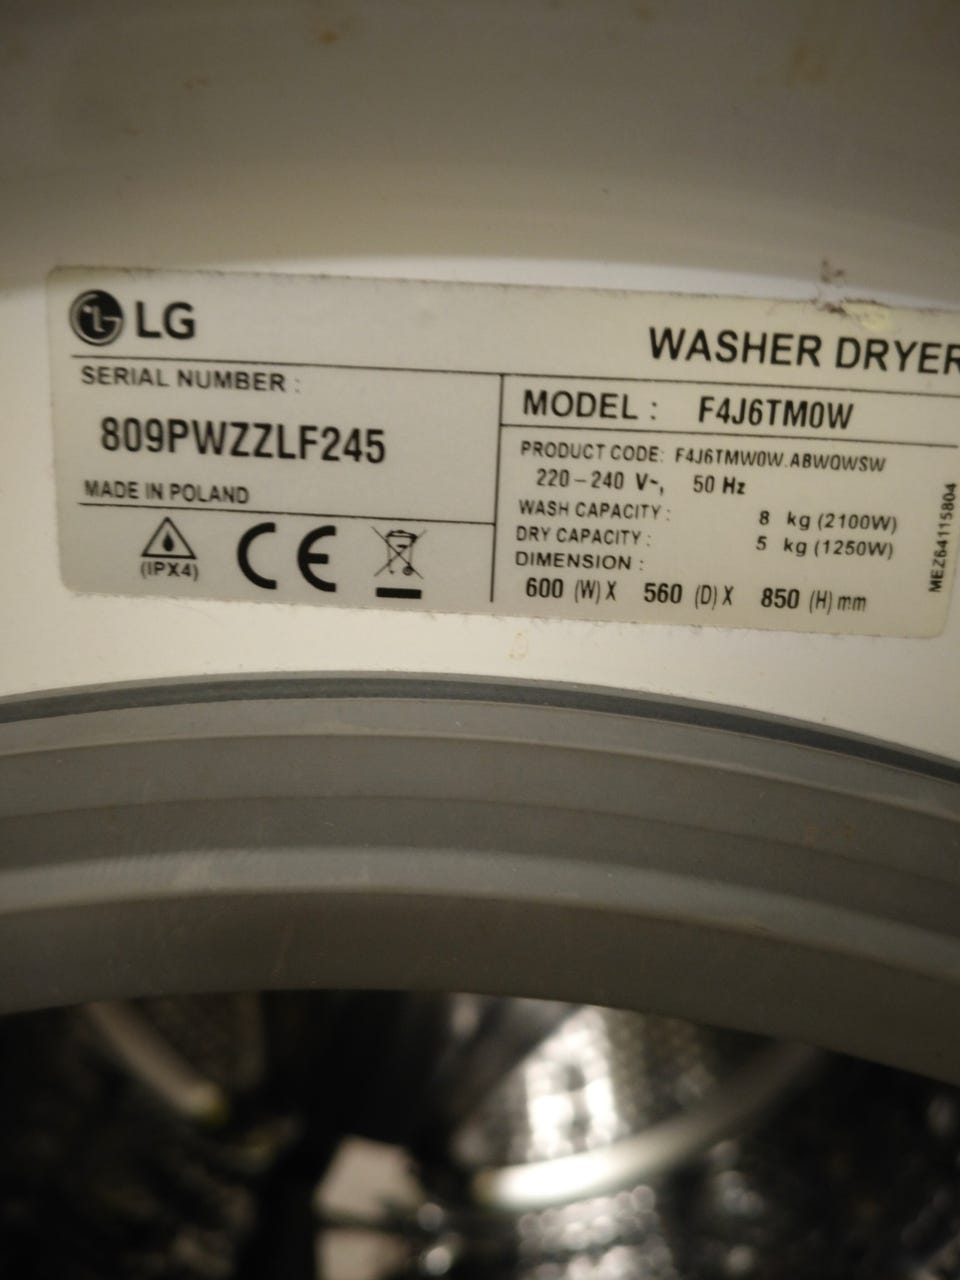 LG
WASHER DRYER
SERIAL NUMBER :
809PWZZLF245
MADE IN POLAND
(IPX4)
CE
MODEL : F4J6TM0W
PRODUCT CODE: F4J6TMW0W.ABWQWSW
220-240 V~, 50 Hz
WASH CAPACITY : 8 kg (2100W)
DRY CAPACITY : 5 kg (1250W)
DIMENSION :
600 (W) X 560 (D) X 850 (H) mm
MEZ64115804